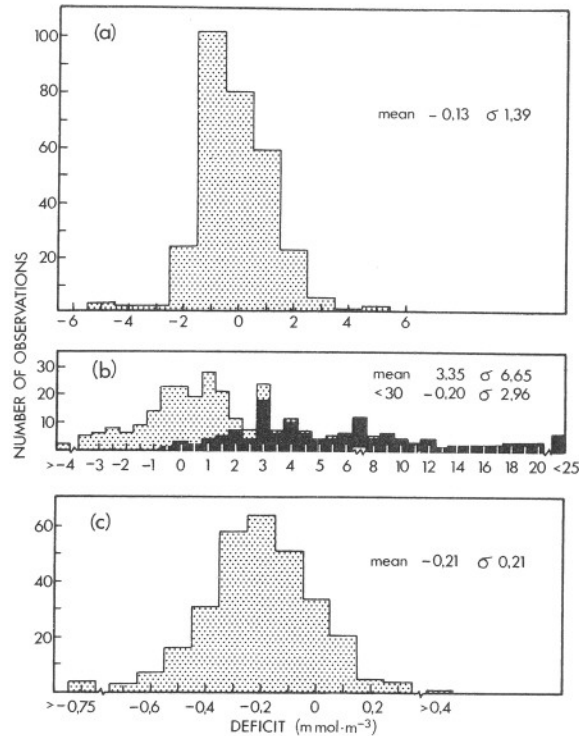 (a)
mean −0,13 σ 1,39
100
80
60
40
20
−6 −4 −2 0 2 4 6
NUMBER OF OBSERVATIONS
(b)
mean 3,35 σ 6,65
<30 −0,20 σ 2,96
30
20
10
>−4 −3 −2 −1 0 1 2 3 4 5 6 7 8 10 12 14 16 18 20 <25
(c)
mean −0,21 σ 0,21
60
40
20
>−0,75 −0,6 −0,4 −0,2 0 0,2 >0,4
DEFICIT (mmol·m⁻³)